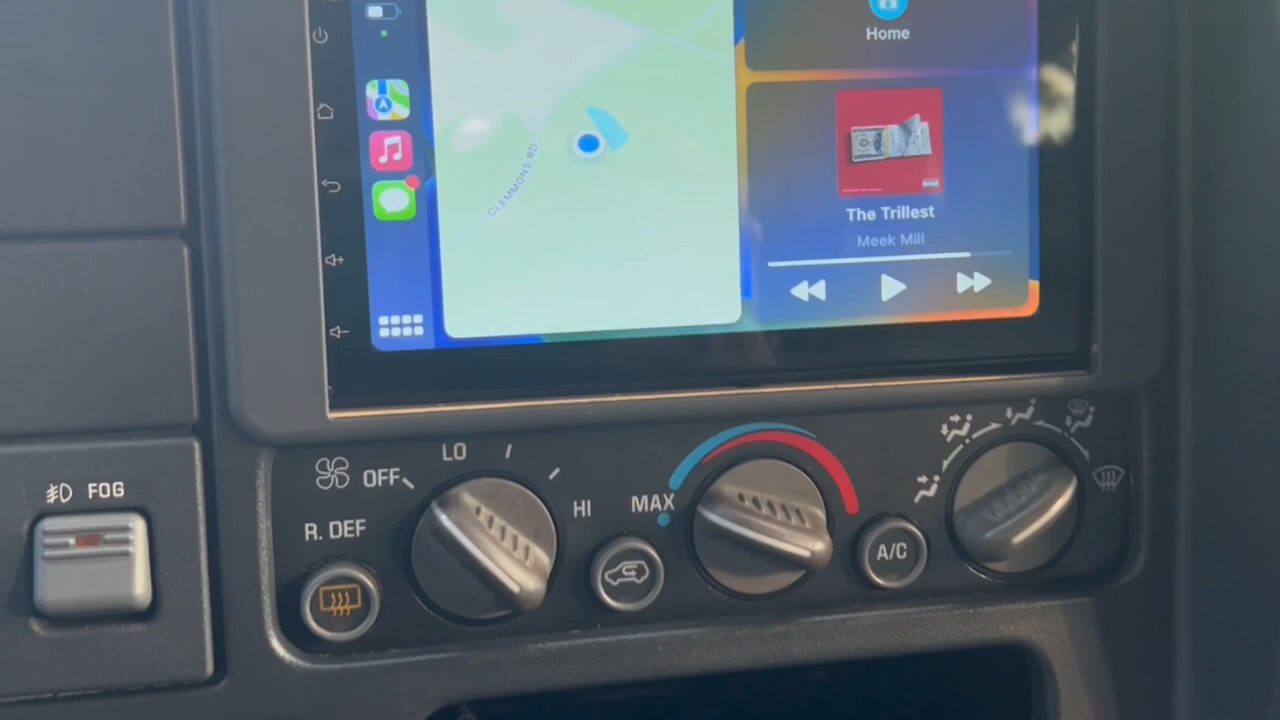 Home
CLEMMONS RD
The Trillest
Meek Mill
FOG
OFF
LO
HI
R. DEF
MAX
A/C